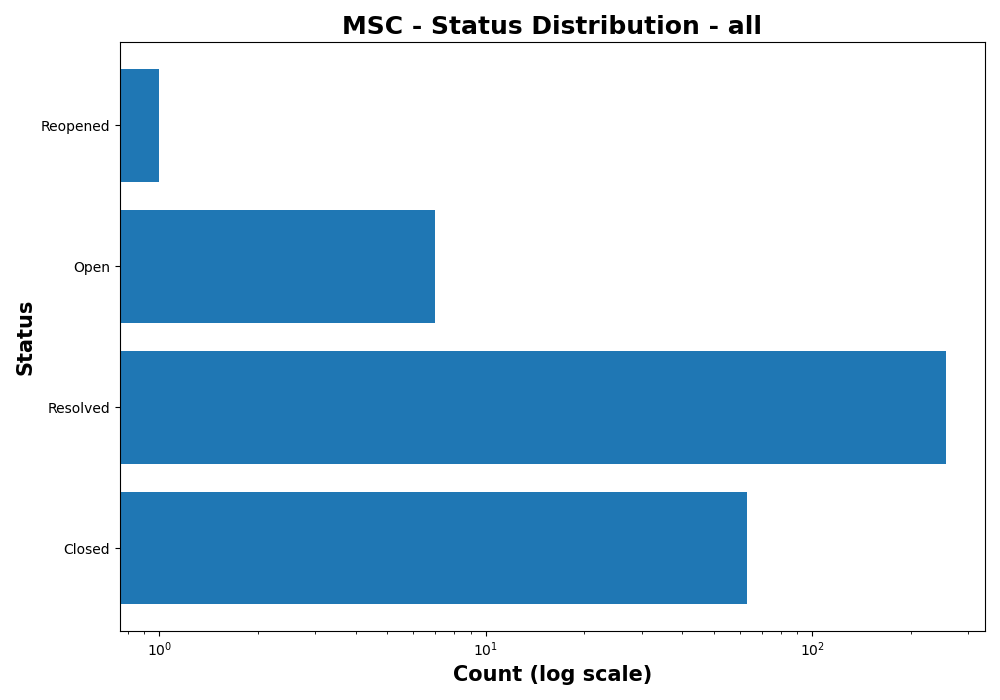 MSC - Status Distribution - all
Reopened
Open
Resolved
Closed
Status
10⁰
10¹
10²
Count (log scale)